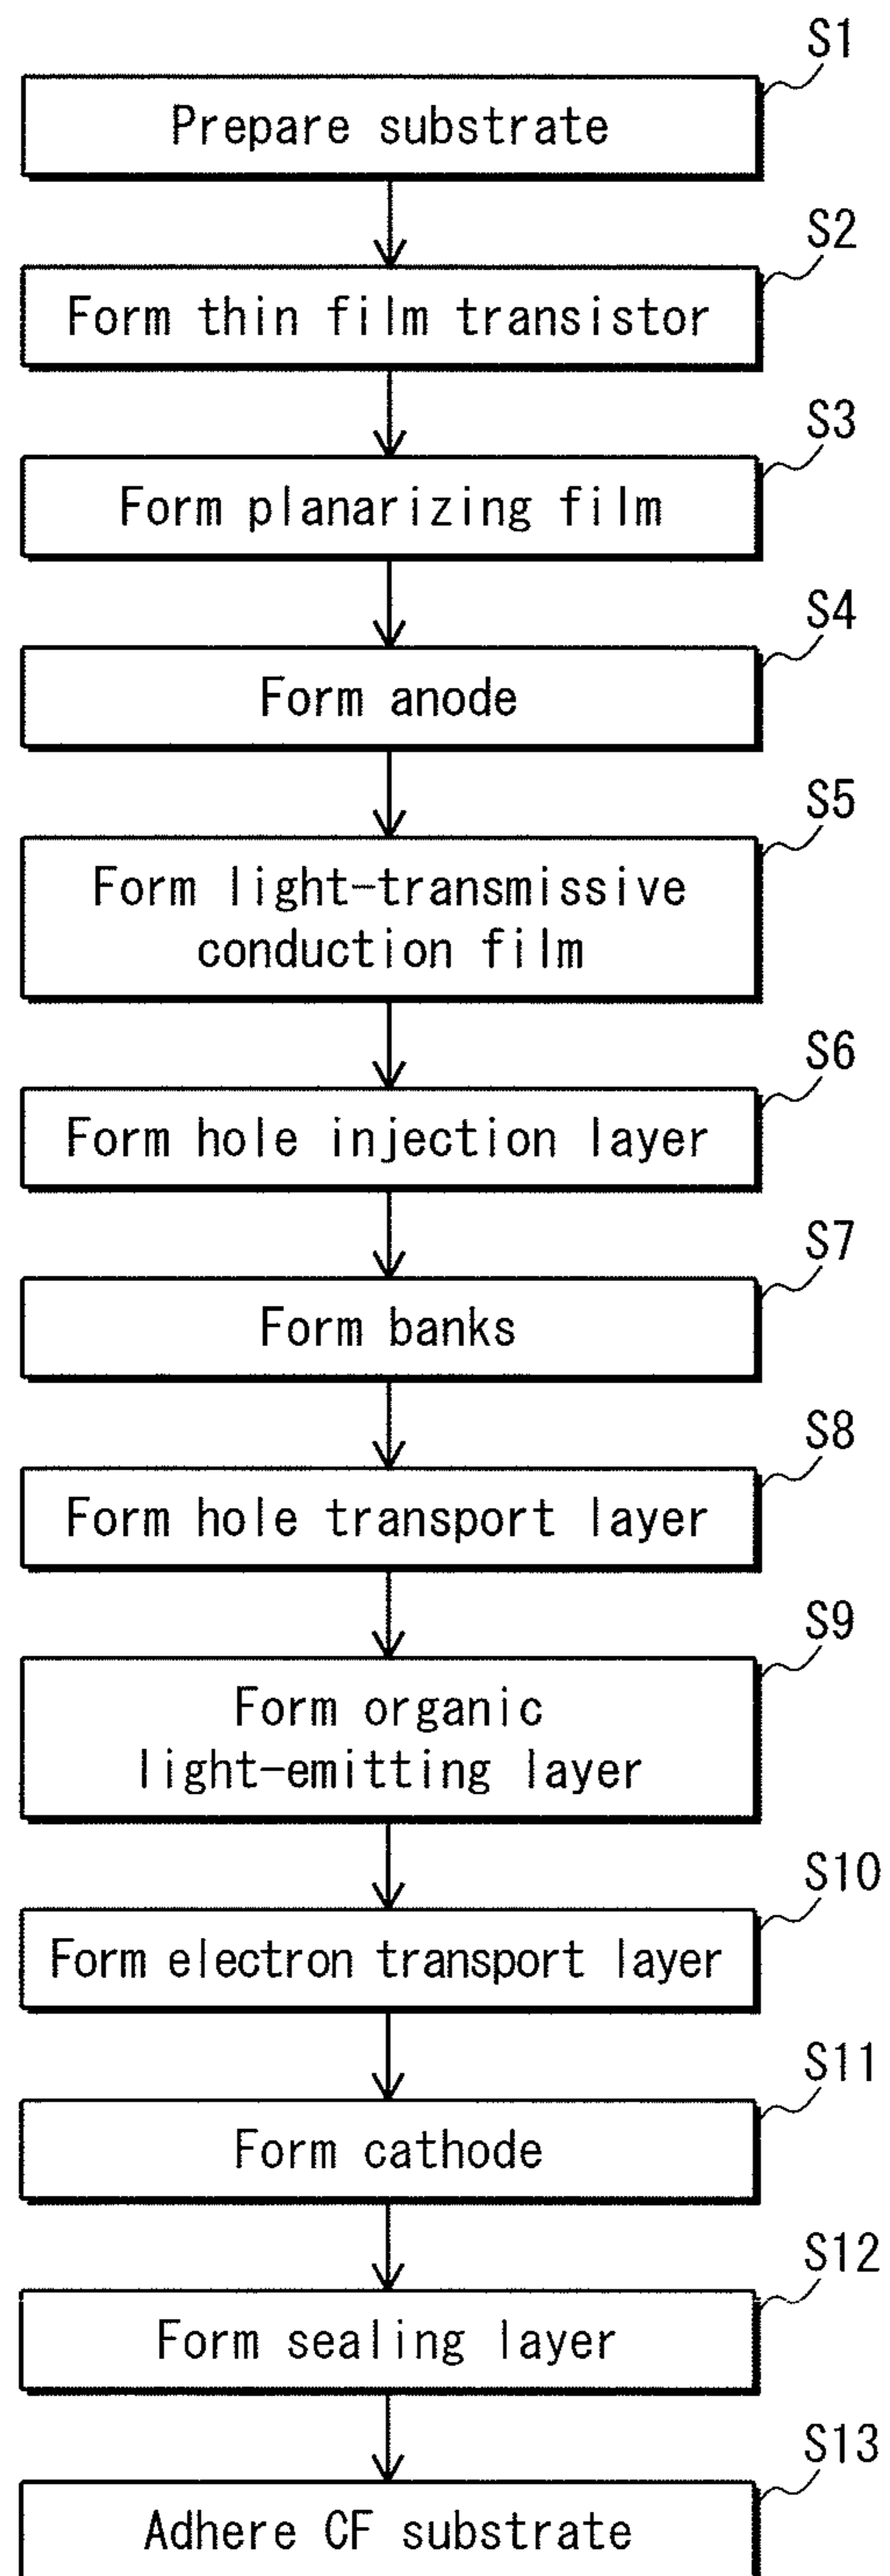 S1
Prepare substrate
S2
Form thin film transistor
S3
Form planarizing film
S4
Form anode
S5
Form light-transmissive
conduction film
S6
Form hole injection layer
S7
Form banks
S8
Form hole transport layer
S9
Form organic
light-emitting layer
S10
Form electron transport layer
S11
Form cathode
S12
Form sealing layer
S13
Adhere CF substrate